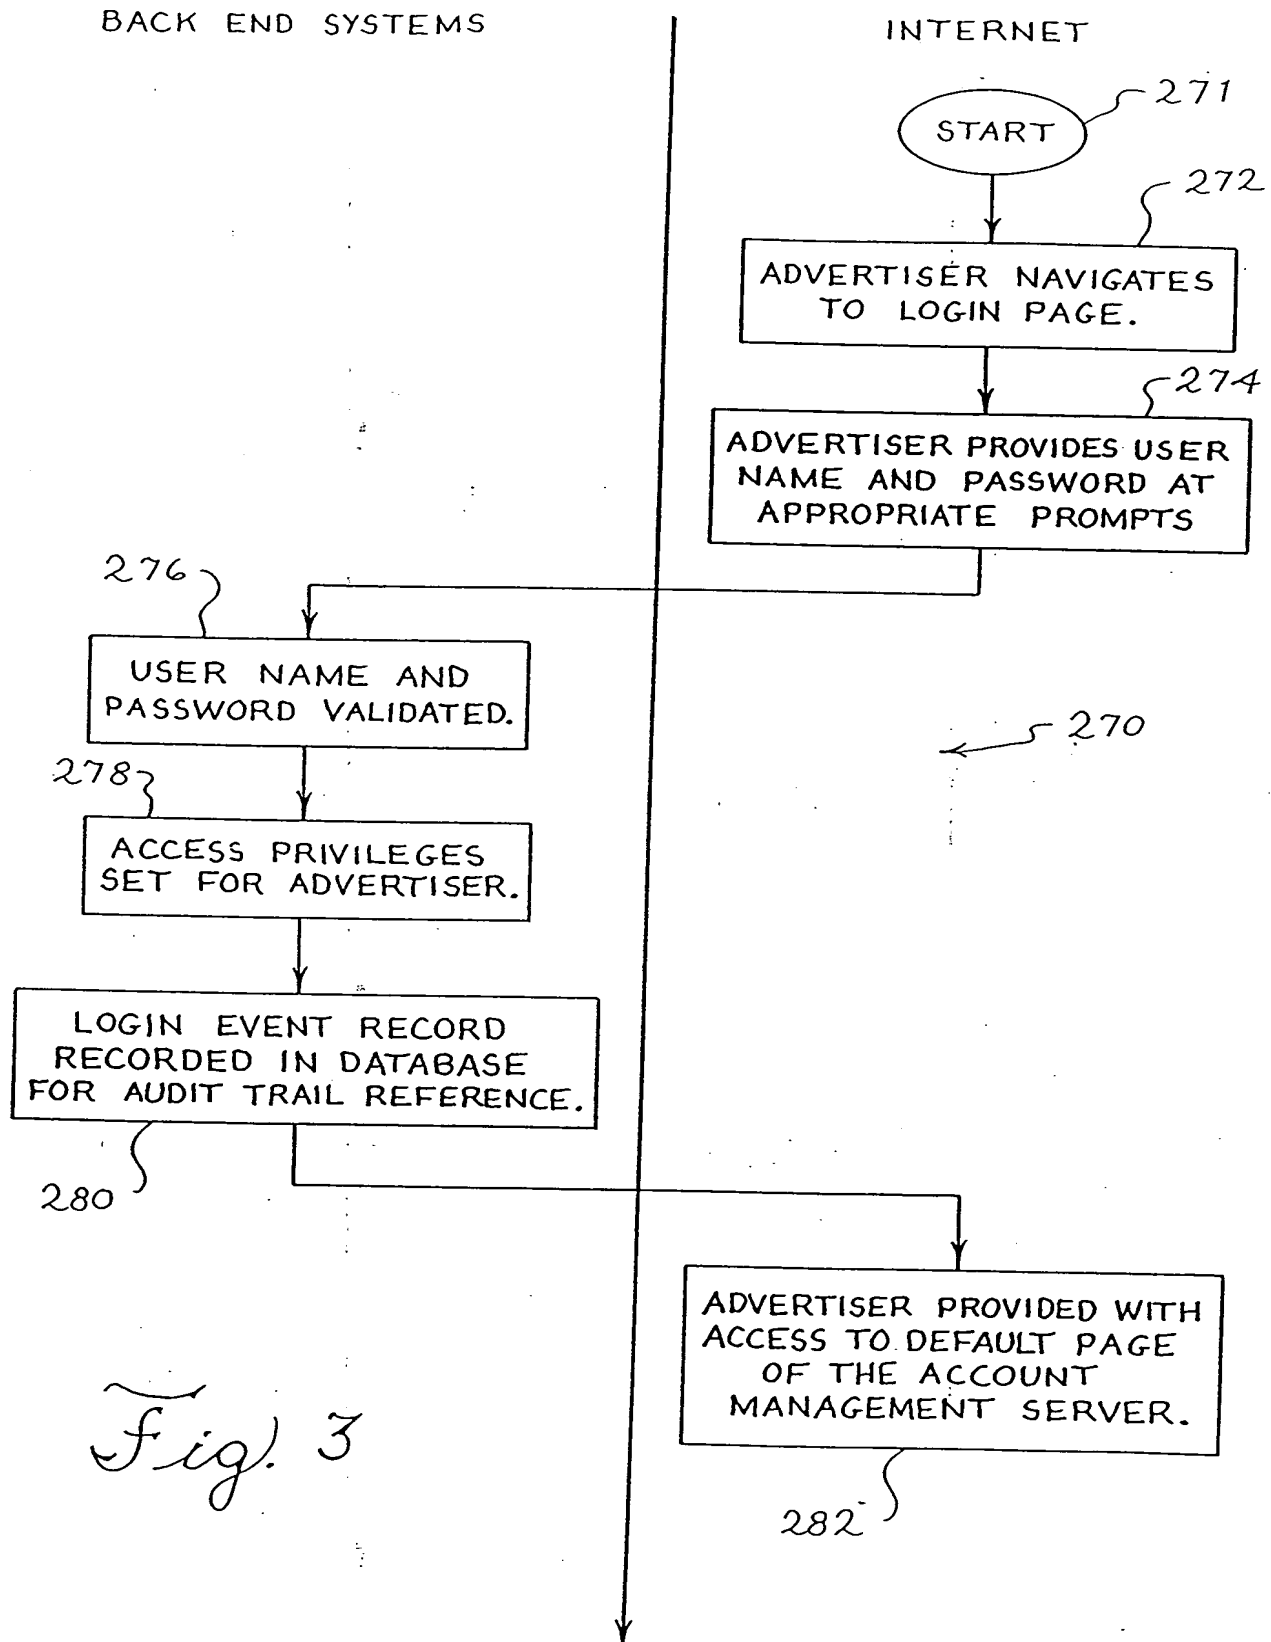 BACK END SYSTEMS
INTERNET
271
START
272
ADVERTISER NAVIGATES
TO LOGIN PAGE.
274
ADVERTISER PROVIDES USER
NAME AND PASSWORD AT
APPROPRIATE PROMPTS
276
USER NAME AND
PASSWORD VALIDATED.
270
278
ACCESS PRIVILEGES
SET FOR ADVERTISER.
LOGIN EVENT RECORD
RECORDED IN DATABASE
FOR AUDIT TRAIL REFERENCE.
280
ADVERTISER PROVIDED WITH
ACCESS TO DEFAULT PAGE
OF THE ACCOUNT
MANAGEMENT SERVER.
282
Fig. 3